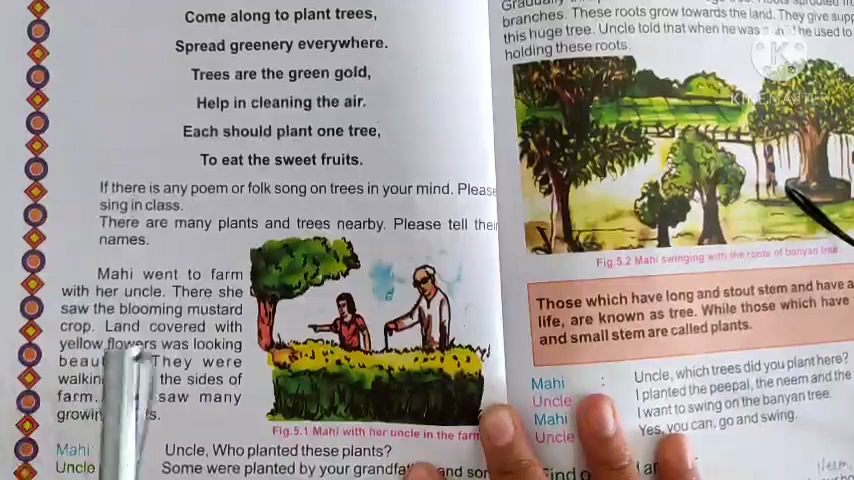 Come along to plant trees,
Spread greenery everywhere.
Trees are the green gold,
Help in cleaning the air.
Each should plant one tree,
To eat the sweet fruits.
If there is any poem or folk song on trees in your mind. Please
sing in class.
There are many plants and trees nearby. Please tell their
names.
Mahi went to farm
with her uncle. There she
saw the blooming mustard
crop. Land covered with
yellow flowers was looking
They were
the sides of
farm. saw many
Fig.5.1 Mahi with her uncle in the farm
Mahi
Uncle, Who planted these plants?
Uncle
Some were planted by your
branches. These roots grow towards the land. They give
this huge tree. Uncle told that when he was used to
holding these roots.
KINEMASTER
Fig.5.2 Mahi swinging with the roots of banyan tree
Those which have long and stout stem and have a
life, are known as tree. While those which have
and small stem are called plants.
Mahi : Uncle, which trees did you plant here?
Uncle I planted the peepal, the neem and the
Mahi I want to swing on the banyan tree.
Uncle Yes, you can, go and swing.
Neem,